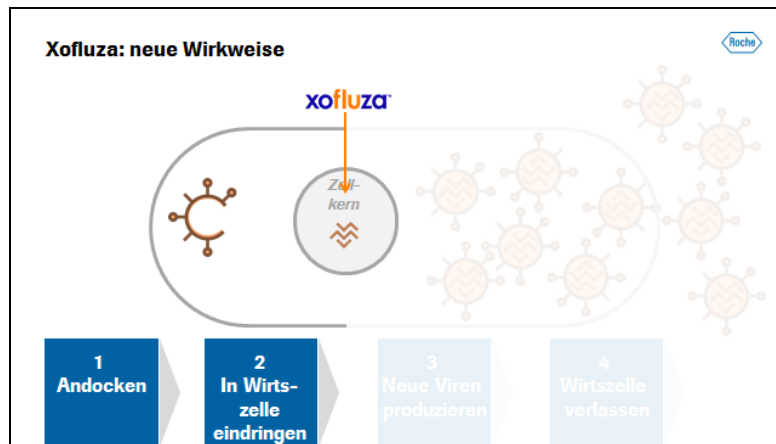 Xofluza: neue Wirkweise
Roche
xofluza™
Zell-
kern
1
Andocken
2
In Wirts-
zelle
eindringen
3
Neue Viren
produzieren
4
Wirtszelle
verlassen